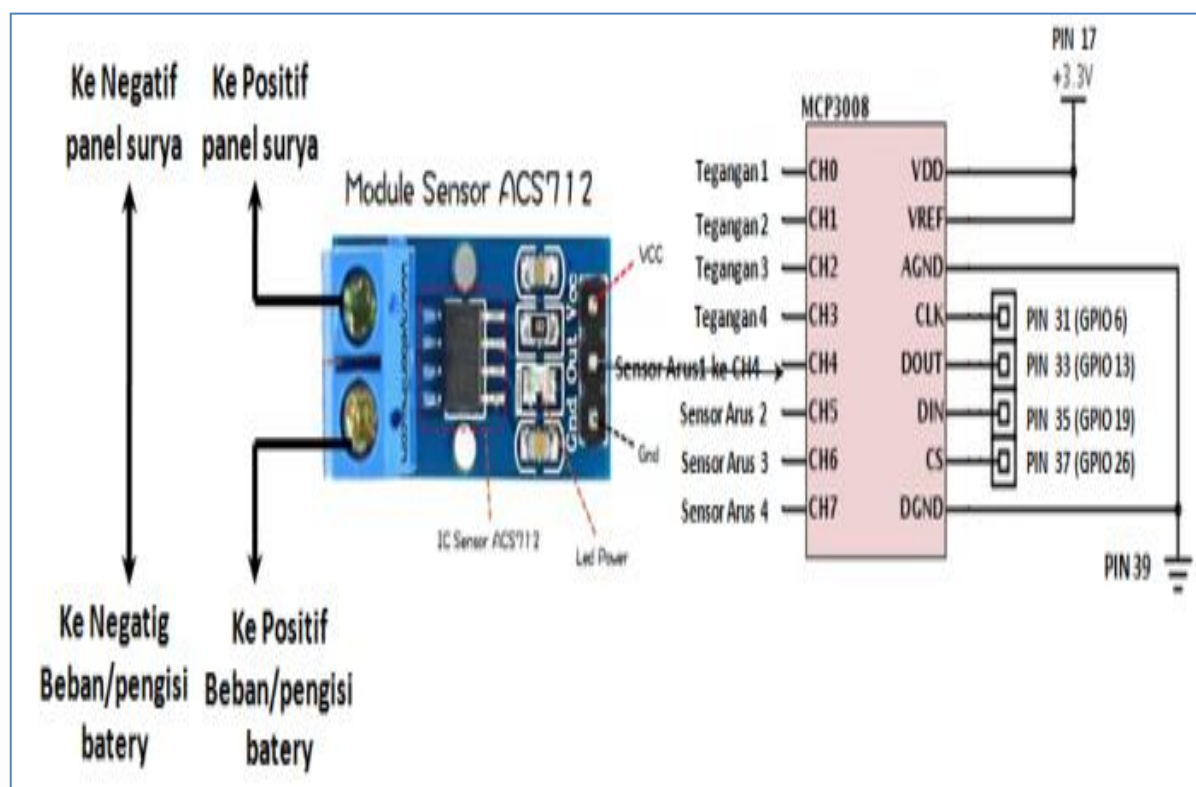 Ke Negatif
panel surya
Ke Positif
panel surya
Module Sensor ACS712
VCC
Gnd Out Vcc
Sensor Arus1 ke CH4
Gnd
IC Sensor ACS712
Led Power
Ke Negatig
Beban/pengisi
batery
Ke Positif
Beban/pengisi
batery
PIN 17
+3.3V
MCP3008
Tegangan 1
CH0
VDD
Tegangan 2
CH1
VREF
Tegangan 3
CH2
AGND
Tegangan 4
CH3
CLK
PIN 31 (GPIO 6)
CH4
DOUT
PIN 33 (GPIO 13)
Sensor Arus 2
CH5
DIN
PIN 35 (GPIO 19)
Sensor Arus 3
CH6
CS
PIN 37 (GPIO 26)
Sensor Arus 4
CH7
DGND
PIN 39